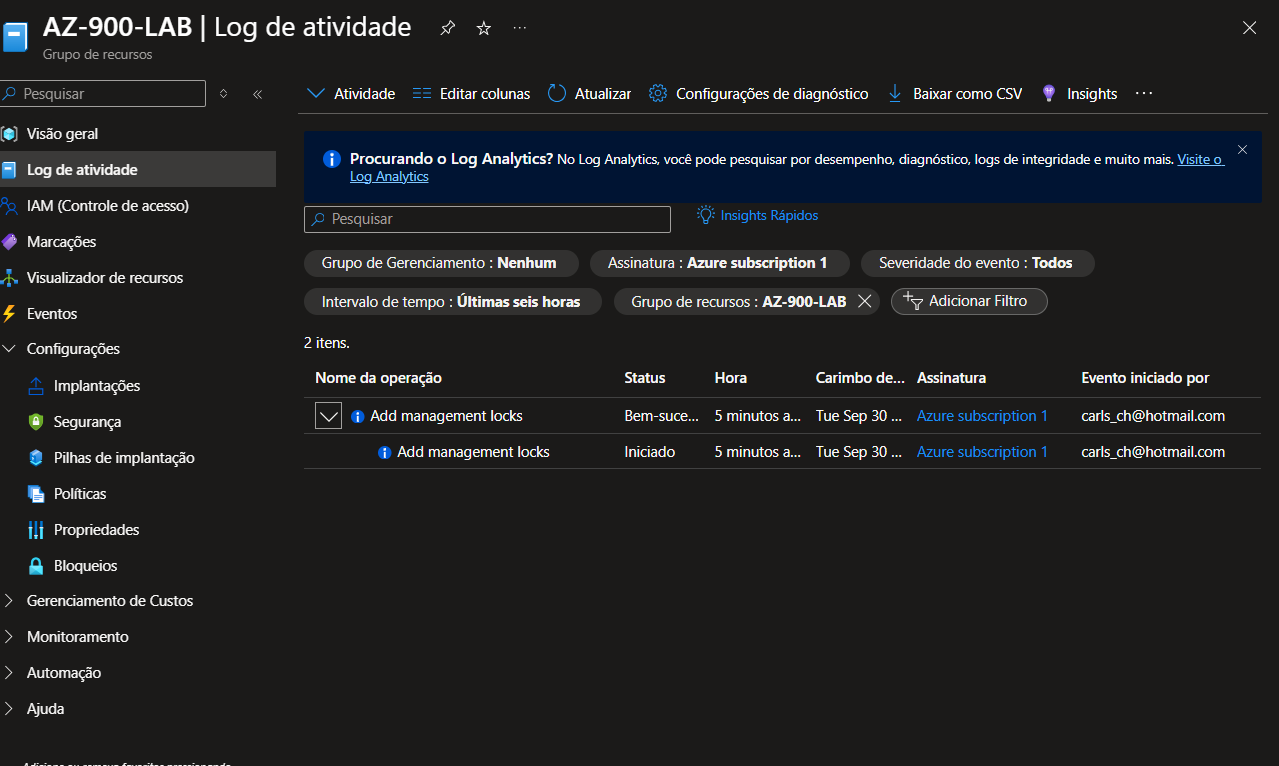 AZ-900-LAB | Log de atividade
Grupo de recursos
Pesquisar
Visão geral
Log de atividade
IAM (Controle de acesso)
Marcações
Visualizador de recursos
Eventos
Configurações
Implantações
Segurança
Pilhas de implantação
Políticas
Propriedades
Bloqueios
Gerenciamento de Custos
Monitoramento
Automação
Ajuda
Atividade Editar colunas Atualizar Configurações de diagnóstico Baixar como CSV Insights ...
Procurando o Log Analytics? No Log Analytics, você pode pesquisar por desempenho, diagnóstico, logs de integridade e muito mais. Visite o
Log Analytics
Pesquisar Insights Rápidos
Grupo de Gerenciamento : Nenhum Assinatura : Azure subscription 1 Severidade do evento : Todos
Intervalo de tempo : Últimas seis horas Grupo de recursos : AZ-900-LAB Adicionar Filtro
2 itens.
Nome da operação Status Hora Carimbo de... Assinatura Evento iniciado por
Add management locks Bem-suce... 5 minutos a... Tue Sep 30 ... Azure subscription 1 carls_ch@hotmail.com
Add management locks Iniciado 5 minutos a... Tue Sep 30 ... Azure subscription 1 carls_ch@hotmail.com